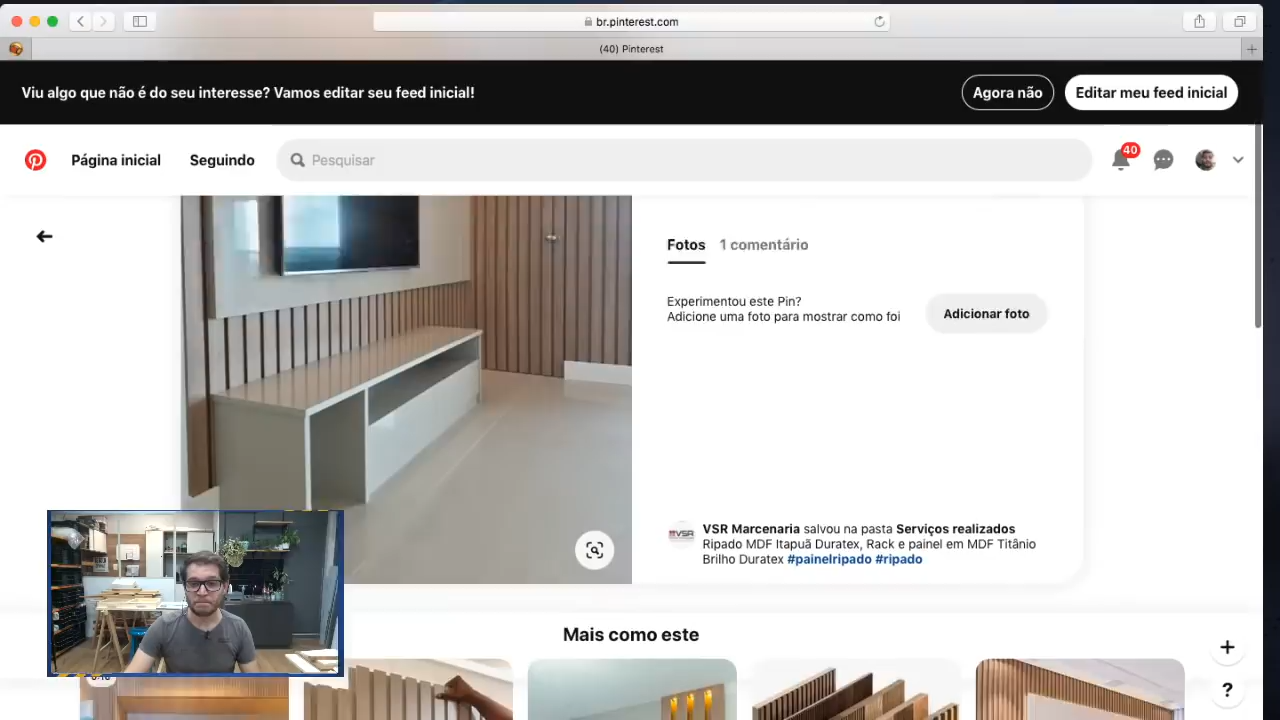 br.pinterest.com
(40) Pinterest
Viu algo que não é do seu interesse? Vamos editar seu feed inicial!
Agora não
Editar meu feed inicial
Página inicial
Seguindo
Pesquisar
40
Fotos
1 comentário
Experimentou este Pin?
Adicione uma foto para mostrar como foi
Adicionar foto
VSR
VSR Marcenaria salvou na pasta Serviços realizados
Ripado MDF Itapuã Duratex, Rack e painel em MDF Titânio
Brilho Duratex #painelripado #ripado
Mais como este
+
?